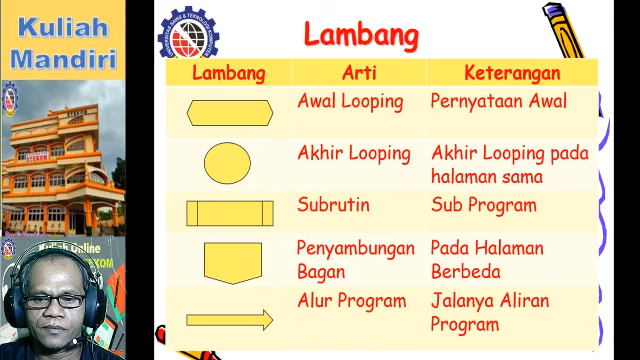 Kuliah
Mandiri
Lambang
Lambang Arti Keterangan
Awal Looping Pernyataan Awal
Akhir Looping Akhir Looping pada
halaman sama
Subrutin Sub Program
Penyambungan Pada Halaman
Bagan Berbeda
Alur Program Jalanya Aliran
Program
STEKOM
Kuliah Online